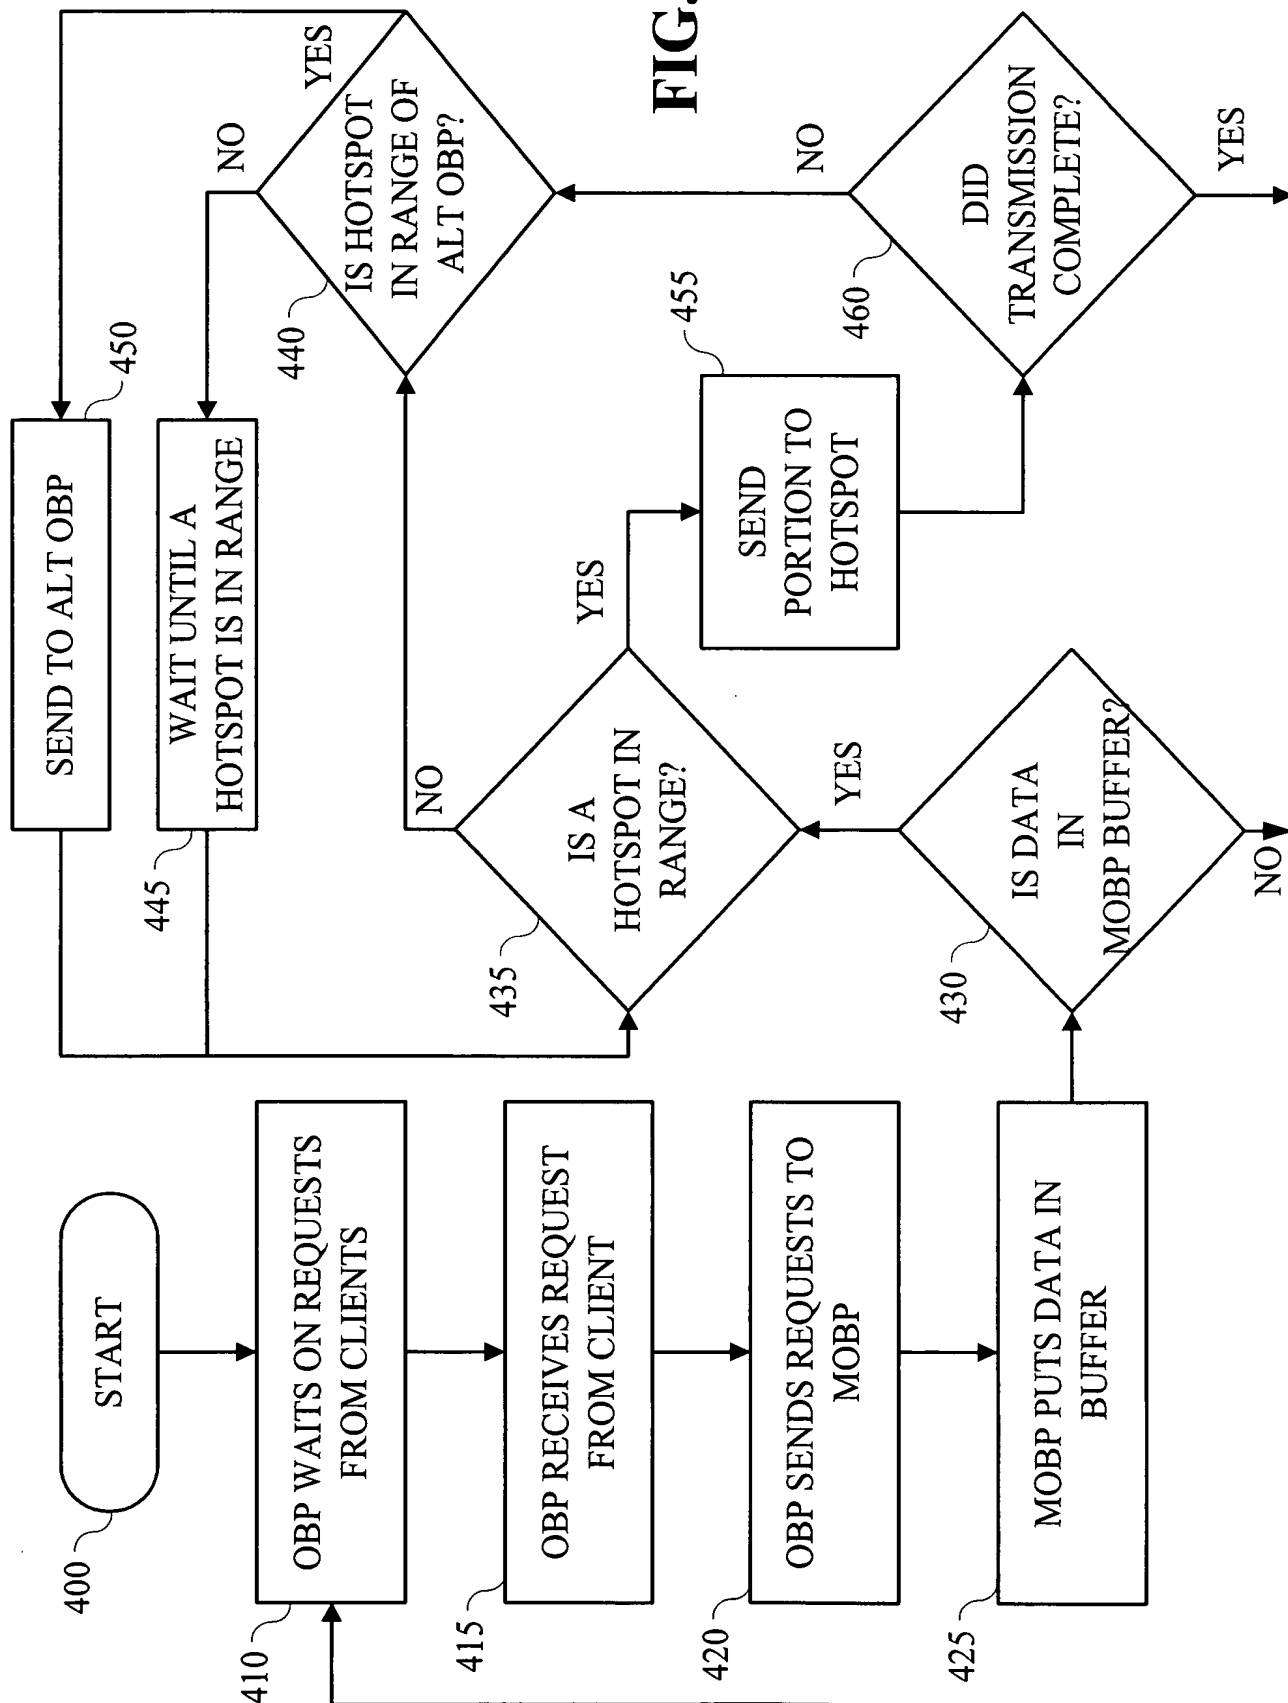 FIG.
400
START
410
OBP WAITS ON REQUESTS
FROM CLIENTS
415
OBP RECEIVES REQUEST
FROM CLIENT
420
OBP SENDS REQUESTS TO
MOBP
425
MOBP PUTS DATA IN
BUFFER
430
IS DATA
IN
MOBP BUFFER?
NO
YES
435
IS A
HOTSPOT IN
RANGE?
NO
YES
440
IS HOTSPOT
IN RANGE OF
ALT OBP?
NO
YES
445
WAIT UNTIL A
HOTSPOT IS IN RANGE
450
SEND TO ALT OBP
455
SEND
PORTION TO
HOTSPOT
460
DID
TRANSMISSION
COMPLETE?
NO
YES